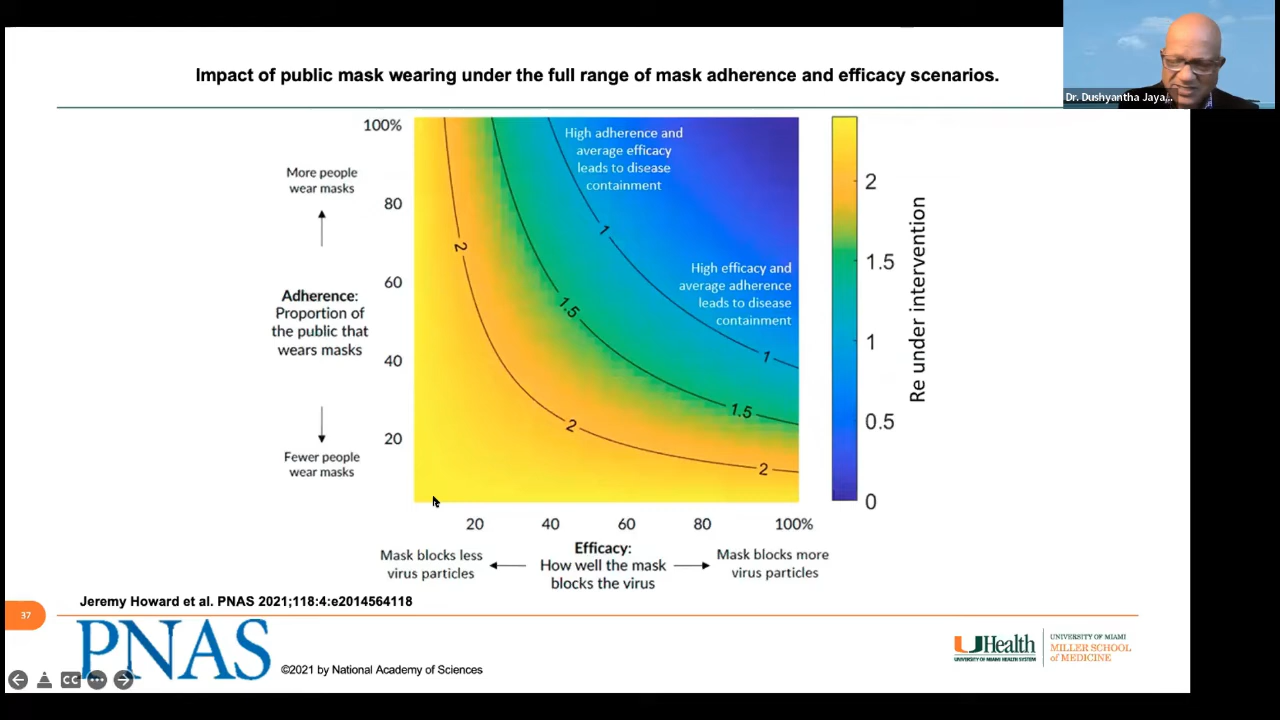 Impact of public mask wearing under the full range of mask adherence and efficacy scenarios.
Dr. Dushyantha Jaya...
100%
80
60
40
20
More people
wear masks
Adherence:
Proportion of
the public that
wears masks
Fewer people
wear masks
High adherence and
average efficacy
leads to disease
containment
High efficacy and
average adherence
leads to disease
containment
2
1.5
1
1
1.5
2
2
2
1.5
1
0.5
0
Re under intervention
20
40
60
80
100%
Mask blocks less
virus particles
Efficacy:
How well the mask
blocks the virus
Mask blocks more
virus particles
Jeremy Howard et al. PNAS 2021;118:4:e2014564118
37
PNAS
©2021 by National Academy of Sciences
UHealth
UNIVERSITY OF MIAMI HEALTH SYSTEM
UNIVERSITY OF MIAMI
MILLER SCHOOL
of MEDICINE
CC